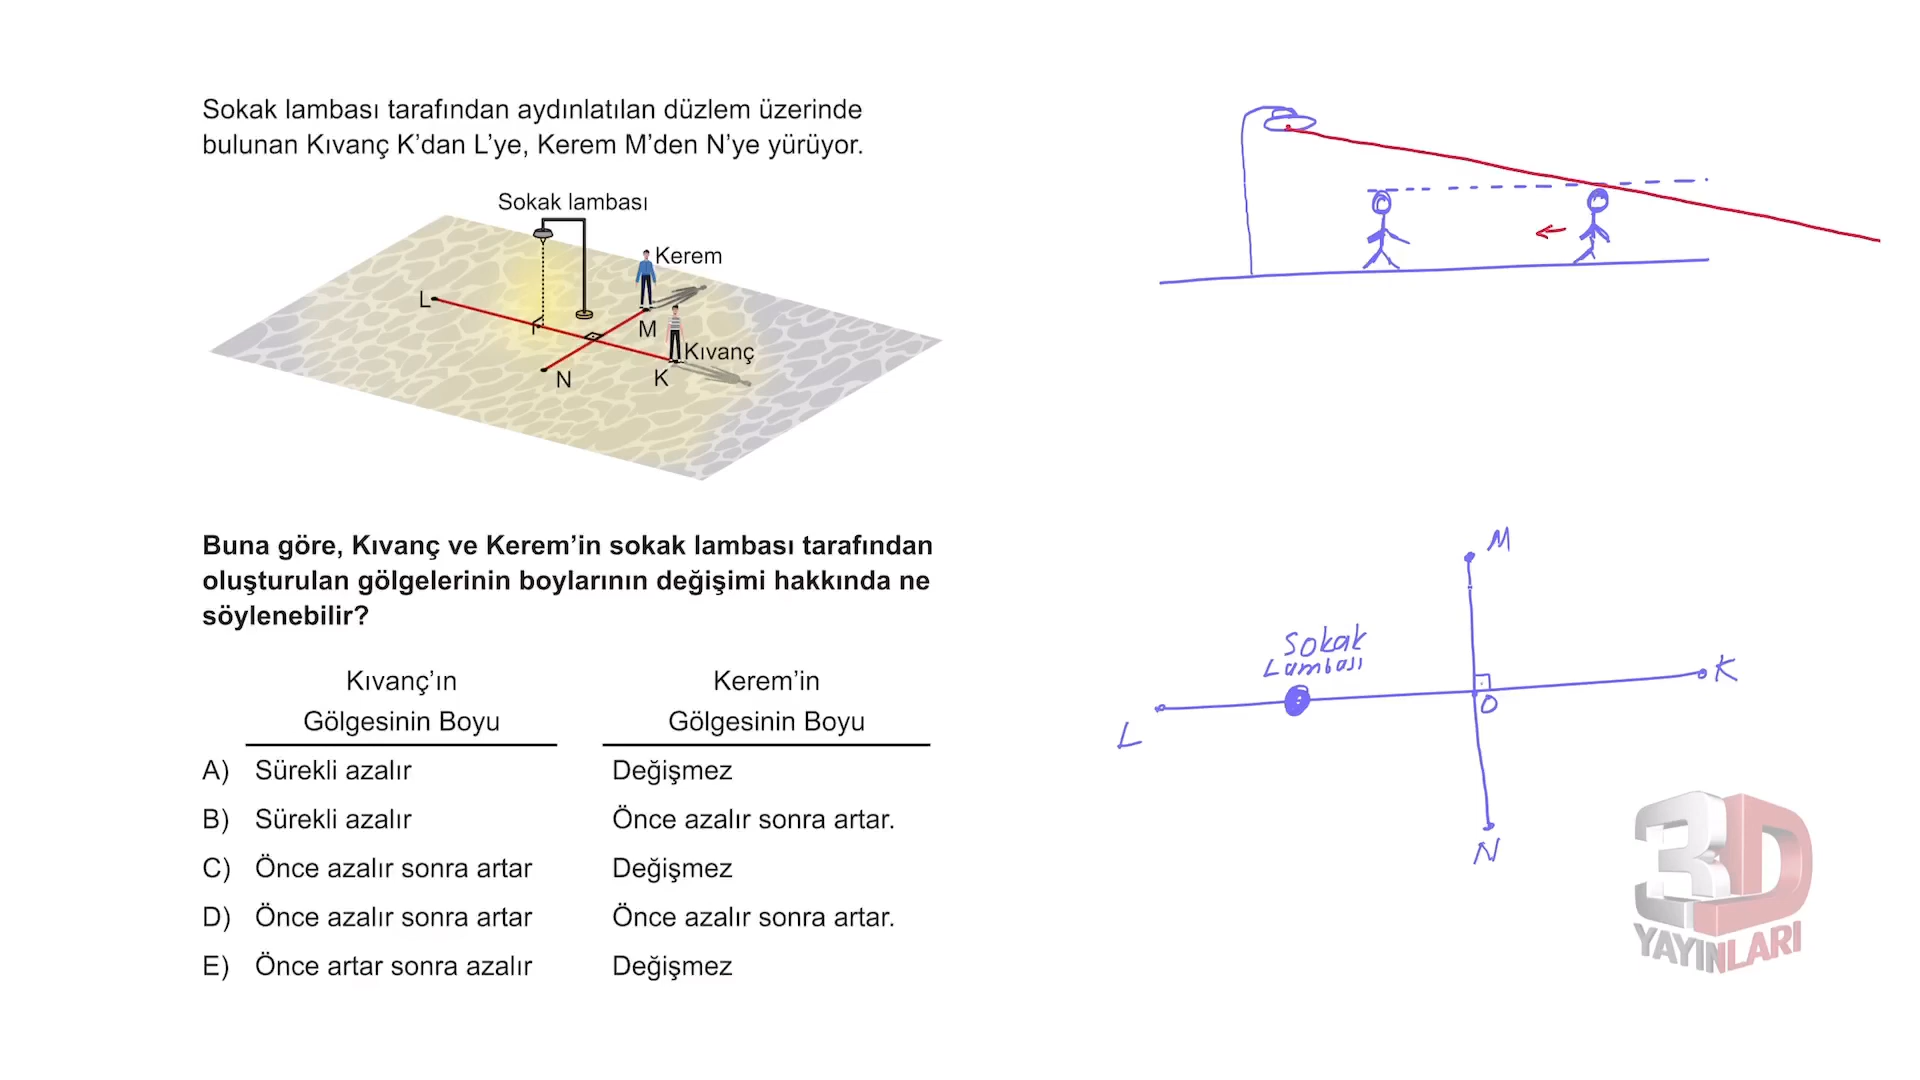 Sokak lambası tarafından aydınlatılan düzlem üzerinde
bulunan Kıvanç K’dan L’ye, Kerem M’den N’ye yürüyor.
Sokak lambası
Kerem
L
M
Kıvanç
N
K
Buna göre, Kıvanç ve Kerem’in sokak lambası tarafından
oluşturulan gölgelerinin boylarının değişimi hakkında ne
söylenebilir?
Kıvanç’ın Kerem’in
Gölgesinin Boyu Gölgesinin Boyu
A) Sürekli azalır Değişmez
B) Sürekli azalır Önce azalır sonra artar.
C) Önce azalır sonra artar Değişmez
D) Önce azalır sonra artar Önce azalır sonra artar.
E) Önce artar sonra azalır Değişmez
M
Sokak
Lambası
K
O
L
N
3D
YAYINLARI